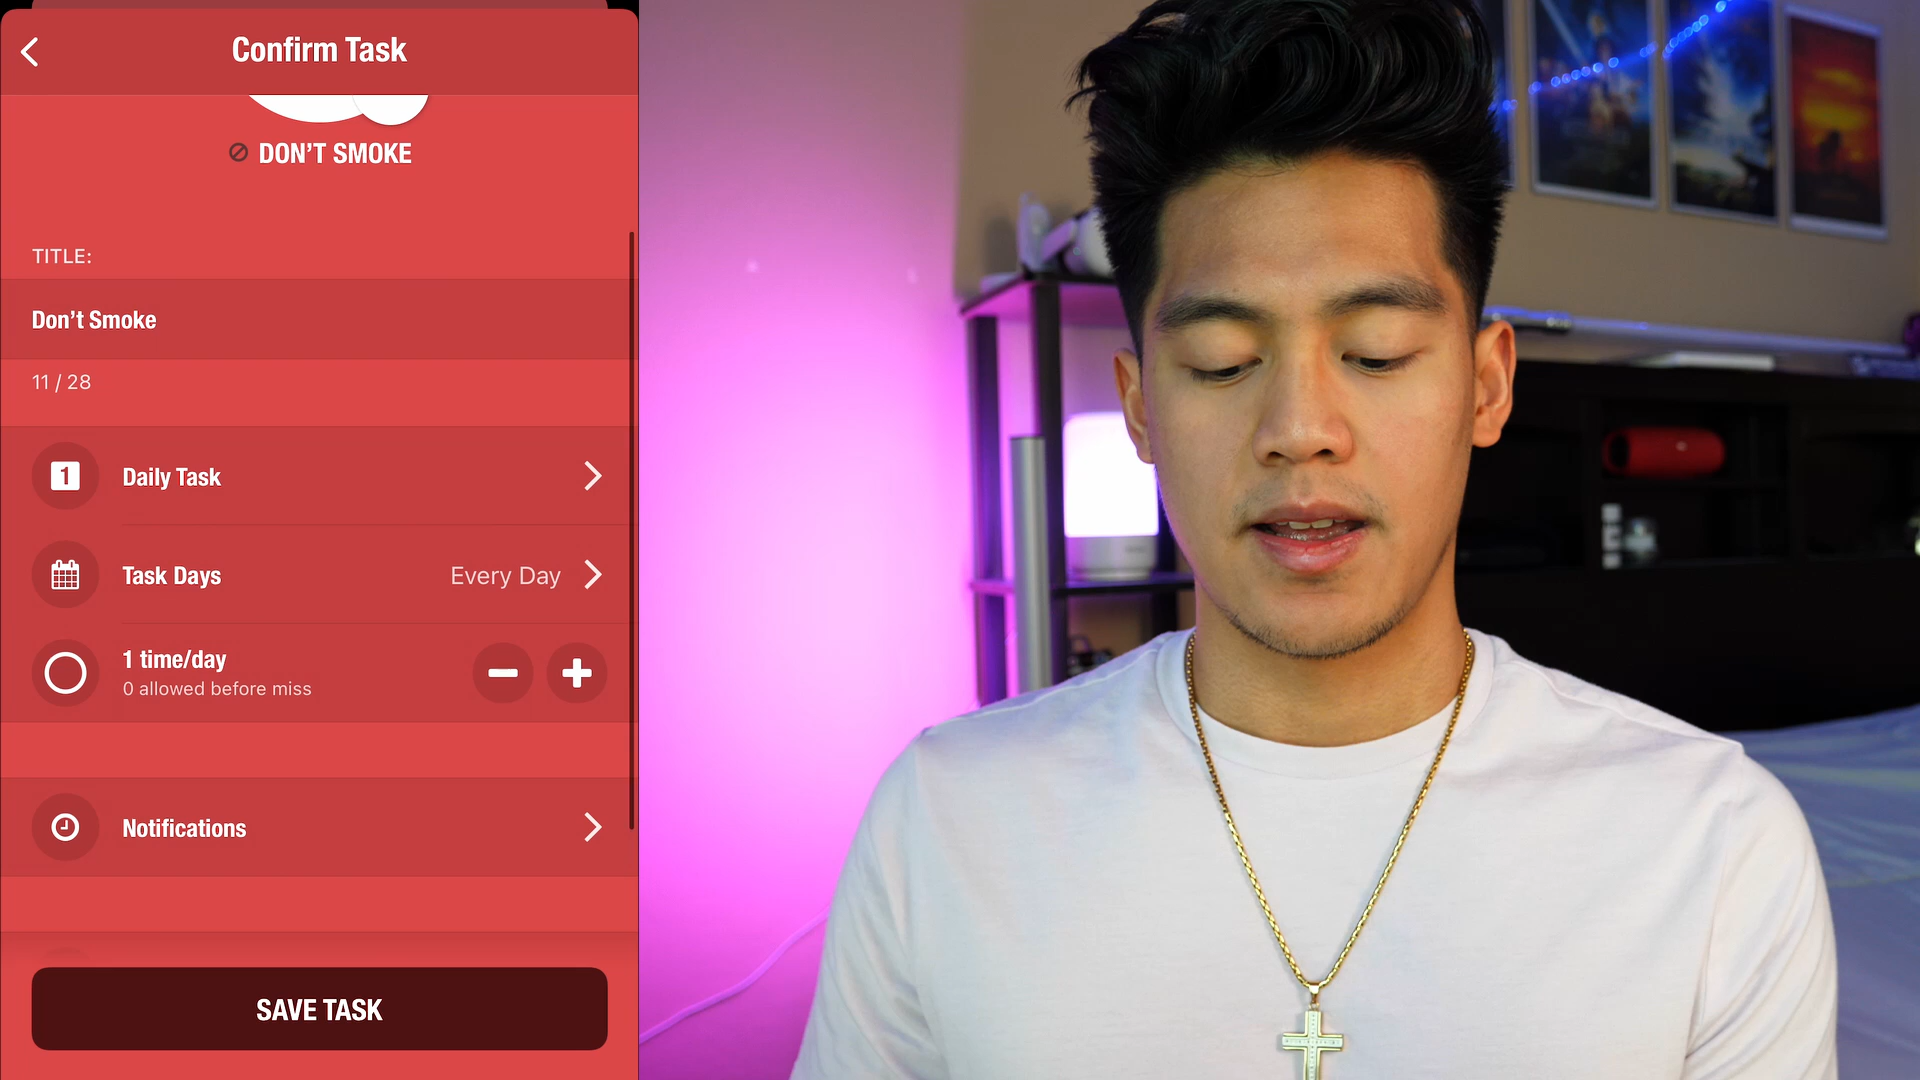 Confirm Task
DON'T SMOKE
TITLE:
Don't Smoke
11 / 28
1
Daily Task
Task Days
Every Day
1 time/day
0 allowed before miss
Notifications
SAVE TASK